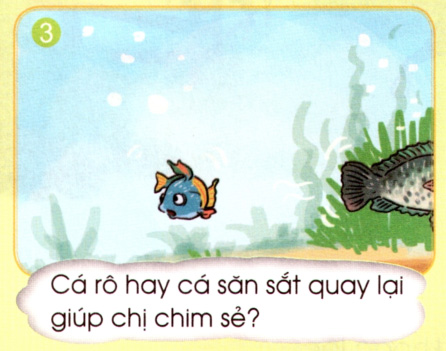 3
Cá rô hay cá săn sắt quay lại
giúp chị chim sẻ?